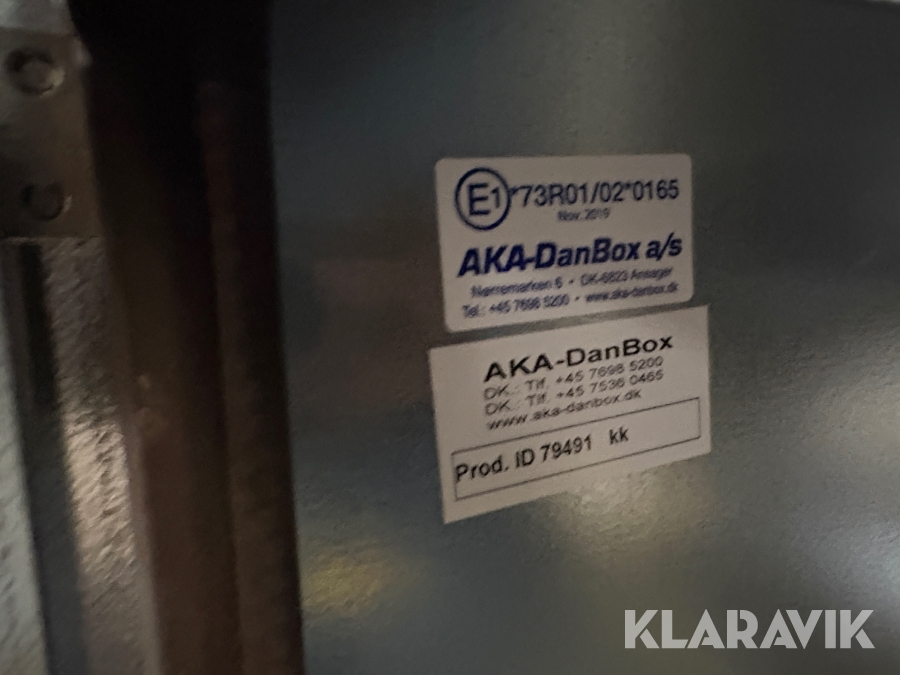 E1 *73R01/02*0165
Nov. 2019
AKA-DanBox a/s
Nørremarken 6 • DK-6823 Ansager
Tel.: +45 7698 5200 • www.aka-danbox.dk
AKA-DanBox
DK.: Tlf. +45 7698 5200
DK.: Tlf. +45 7536 0465
www.aka-danbox.dk
Prod. ID 79491 kk
KLARAVIK